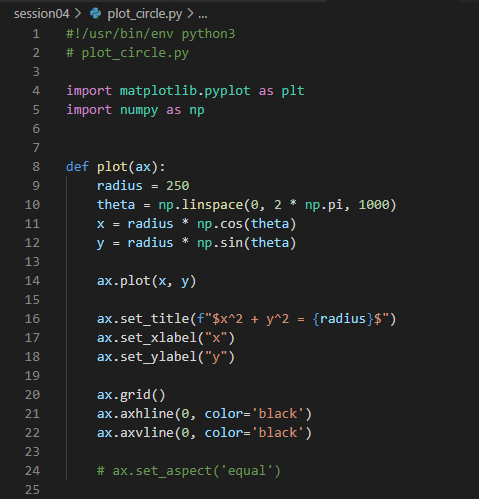 session04 > plot_circle.py > ...
1 #!/usr/bin/env python3
2 # plot_circle.py
3
4 import matplotlib.pyplot as plt
5 import numpy as np
6
7
8 def plot(ax):
9     radius = 250
10     theta = np.linspace(0, 2 * np.pi, 1000)
11     x = radius * np.cos(theta)
12     y = radius * np.sin(theta)
13
14     ax.plot(x, y)
15
16     ax.set_title(f"$x^2 + y^2 = {radius}$")
17     ax.set_xlabel("x")
18     ax.set_ylabel("y")
19
20     ax.grid()
21     ax.axhline(0, color='black')
22     ax.axvline(0, color='black')
23
24     # ax.set_aspect('equal')
25